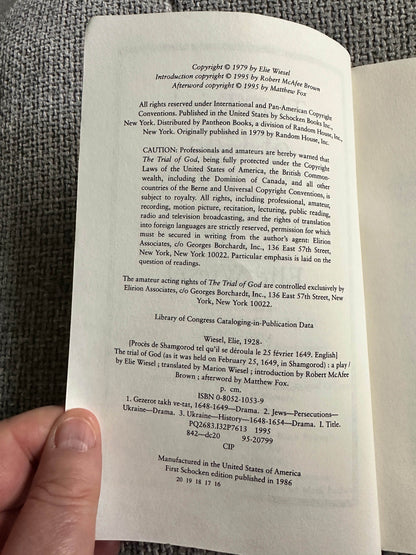 Copyright © 1979 by Elie Wiesel
Introduction copyright © 1995 by Robert McAfee Brown
Afterword copyright © 1995 by Matthew Fox
All rights reserved under International and Pan-American Copyright
Conventions. Published in the United States by Schocken Books Inc.,
New York. Distributed by Pantheon Books, a division of Random House, Inc.,
New York. Originally published in 1979 by Random House, Inc.
CAUTION: Professionals and amateurs are hereby warned that
The Trial of God, being fully protected under the Copyright
Laws of the United States of America, the British Common-
wealth, including the Dominion of Canada, and all other
countries of the Berne and Universal Copyright Conventions, is
subject to royalty. All rights, including professional, amateur,
recording, motion picture, recitation, lecturing, public reading,
radio and television broadcasting, and the rights of translation
into foreign languages are strictly reserved, permission for which
must be secured in writing from the author's agent: Elirion
Associates, c/o Georges Borchardt, Inc., 136 East 57th Street,
New York, New York 10022. Particular emphasis is laid on the
question of readings.
The amateur acting rights of The Trial of God are controlled exclusively by
Elirion Associates, c/o Georges Borchardt, Inc., 136 East 57th Street, New
York, New York 10022.
Library of Congress Cataloging-in-Publication Data
Wiesel, Elie, 1928-
[Procès de Shamgorod tel qu'il se déroula le 25 février 1649. English]
The trial of God (as it was held on February 25, 1649, in Shamgorod) : a play /
by Elie Wiesel ; translated by Marion Wiesel ; introduction by Robert McAfee
Brown ; afterword by Matthew Fox.
p. cm.
ISBN 0-8052-1053-9
1. Gezerot takh ve-tat, 1648-1649—Drama. 2. Jews—Persecutions—
Ukraine—Drama. 3. Ukraine—History—1648-1654—Drama. I. Title.
PQ2683.I32P7613 1995
842—dc20 95-20799
CIP
Manufactured in the United States of America
First Schocken edition published in 1986
20 19 18 17 16